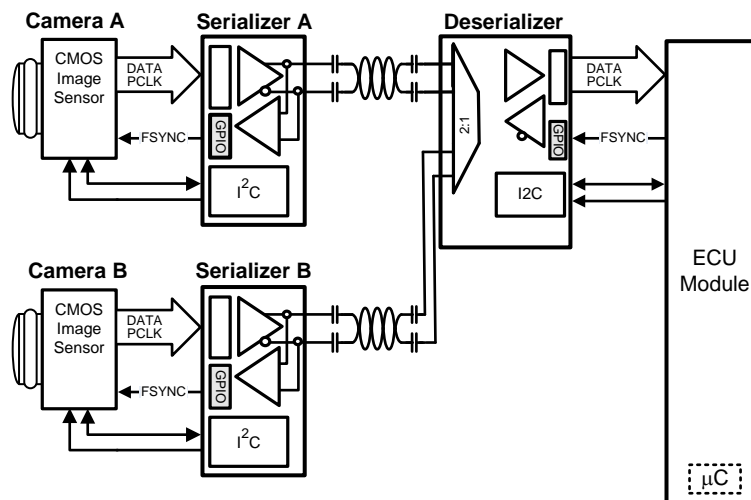 Camera A
Serializer A
Deserializer
CMOS
Image
Sensor
DATA
PCLK
FSYNC
GPIO
I²C
2:1
DATA
PCLK
FSYNC
GPIO
I2C
ECU
Module
μC
Camera B
Serializer B
CMOS
Image
Sensor
DATA
PCLK
FSYNC
GPIO
I²C